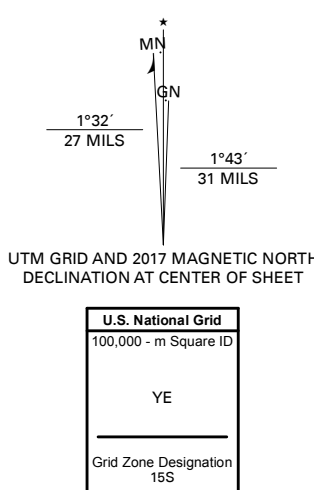 MN
GN
1°32´
27 MILS
1°43´
31 MILS
UTM GRID AND 2017 MAGNETIC NORTH
DECLINATION AT CENTER OF SHEET
U.S. National Grid
100,000 - m Square ID
YE
Grid Zone Designation
15S